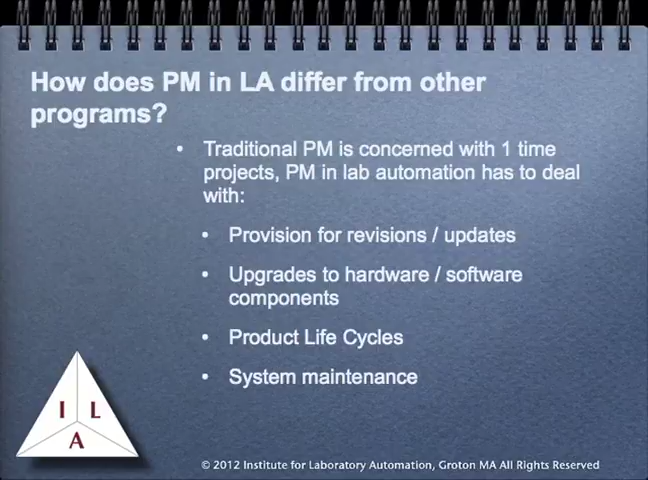 How does PM in LA differ from other
programs?
• Traditional PM is concerned with 1 time
projects, PM in lab automation has to deal
with:
• Provision for revisions / updates
• Upgrades to hardware / software
components
• Product Life Cycles
• System maintenance
I L
A
© 2012 Institute for Laboratory Automation, Groton MA All Rights Reserved